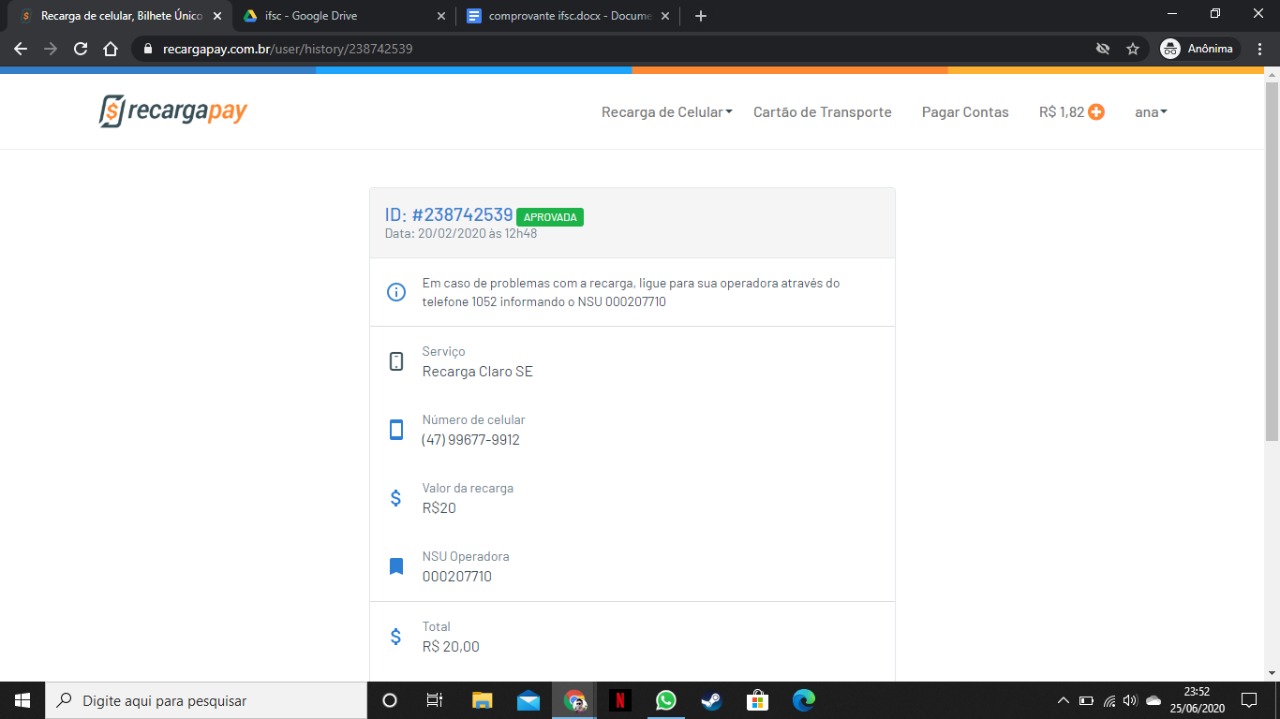 Recarga de celular, Bilhete Único
ifsc - Google Drive
comprovante ifsc.docx - Docume
recargapay.com.br/user/history/238742539
Anônima
recargapay
Recarga de Celular
Cartão de Transporte
Pagar Contas
R$ 1,82
ana
ID: #238742539 APROVADA
Data: 20/02/2020 às 12h48
Em caso de problemas com a recarga, ligue para sua operadora através do
telefone 1052 informando o NSU 000207710
Serviço
Recarga Claro SE
Número de celular
(47) 99677-9912
Valor da recarga
R$20
NSU Operadora
000207710
Total
R$ 20,00
Digite aqui para pesquisar
23:52
25/06/2020